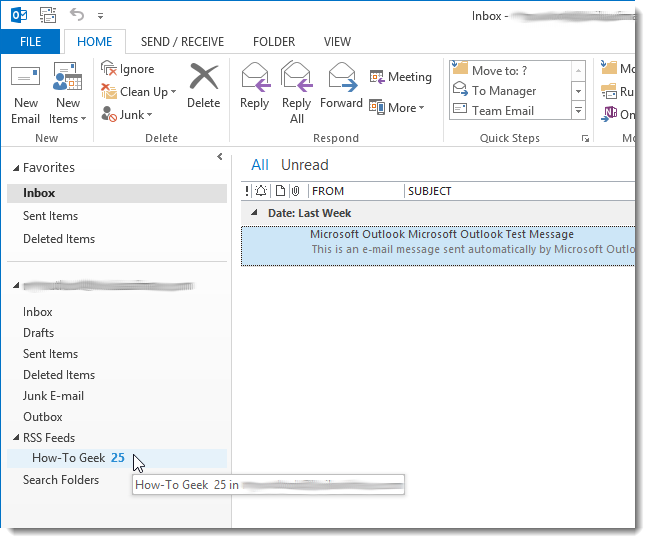 Inbox -
FILE HOME SEND / RECEIVE FOLDER VIEW
New Email
New Items
Ignore
Clean Up
Junk
Delete
Reply
Reply All
Forward
Meeting
More
Move to: ?
To Manager
Team Email
Mo
Ru
On
New
Delete
Respond
Quick Steps
Mo
Favorites
Inbox
Sent Items
Deleted Items
Inbox
Drafts
Sent Items
Deleted Items
Junk E-mail
Outbox
RSS Feeds
How-To Geek 25
Search Folders
How-To Geek 25 in
All Unread
! FROM SUBJECT
Date: Last Week
Microsoft Outlook Microsoft Outlook Test Message
This is an e-mail message sent automatically by Microsoft Outlo